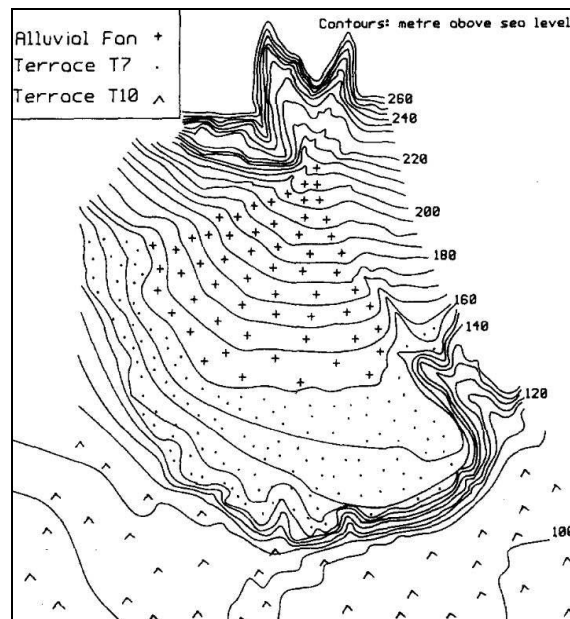 Contours: metre above sea level
Alluvial Fan +
Terrace T7 .
Terrace T10 ^
260
240
220
200
180
160
140
120
100